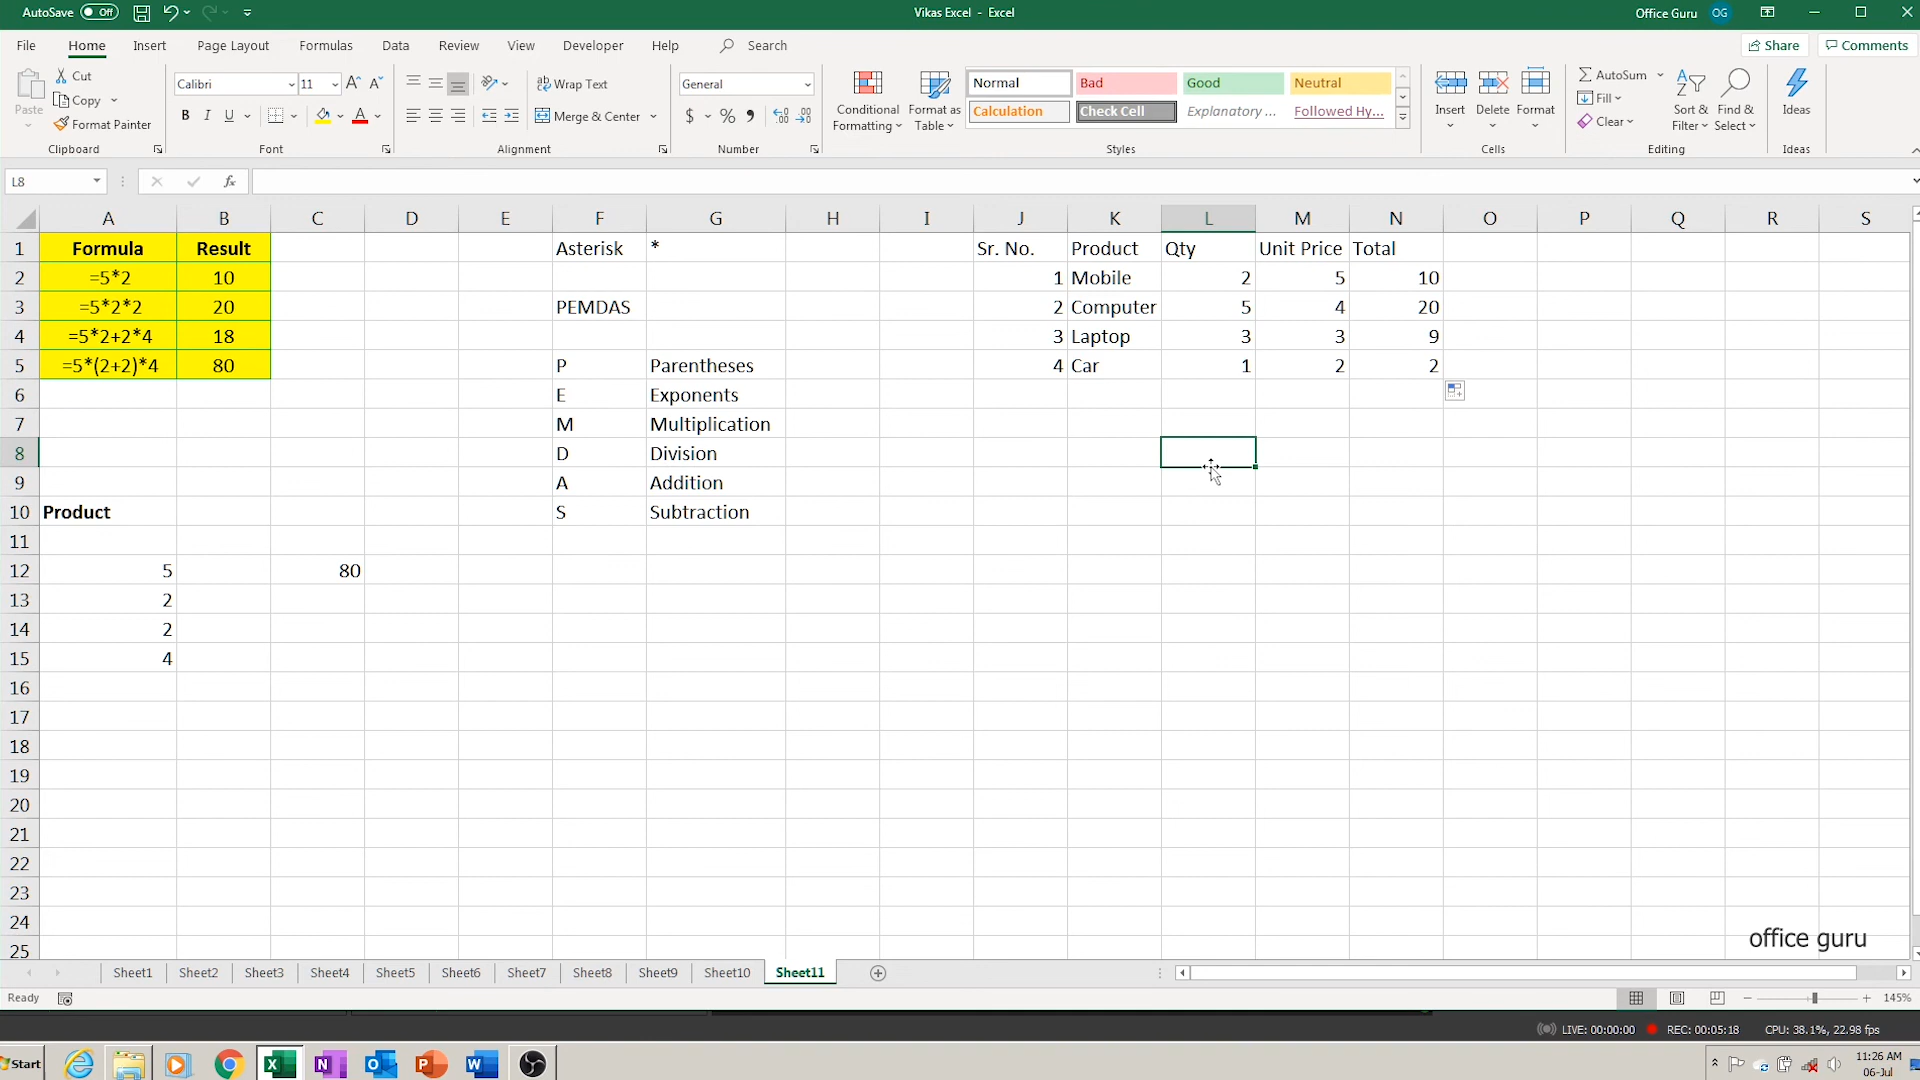 AutoSave Off Vikas Excel - Excel Office Guru OG
File Home Insert Page Layout Formulas Data Review View Developer Help Search Share Comments
Paste Cut Copy Format Painter
Clipboard
Calibri 11
B I U
Font
Wrap Text
Merge & Center
Alignment
General
$ % 
Number
Conditional Formatting
Format as Table
Normal Bad Good Neutral
Calculation Check Cell Explanatory ... Followed Hy...
Styles
Insert Delete Format
Cells
AutoSum
Fill
Clear
Sort & Filter
Find & Select
Editing
Ideas
Ideas
L8 fx
A B C D E F G H I J K L M N O P Q R S
1 Formula Result Asterisk * Sr. No. Product Qty Unit Price Total
2 =5*2 10 1 Mobile 2 5 10
3 =5*2*2 20 PEMDAS 2 Computer 5 4 20
4 =5*2+2*4 18 3 Laptop 3 3 9
5 =5*(2+2)*4 80 P Parentheses 4 Car 1 2 2
6 E Exponents
7 M Multiplication
8 D Division
9 A Addition
10 Product S Subtraction
11
12 5 80
13 2
14 2
15 4
16
17
18
19
20
21
22
23
24
25
office guru
Sheet1 Sheet2 Sheet3 Sheet4 Sheet5 Sheet6 Sheet7 Sheet8 Sheet9 Sheet10 Sheet11
Ready 145%
LIVE: 00:00:00 REC: 00:05:18 CPU: 38.1%, 22.98 fps
Start 11:26 AM
06-Jul